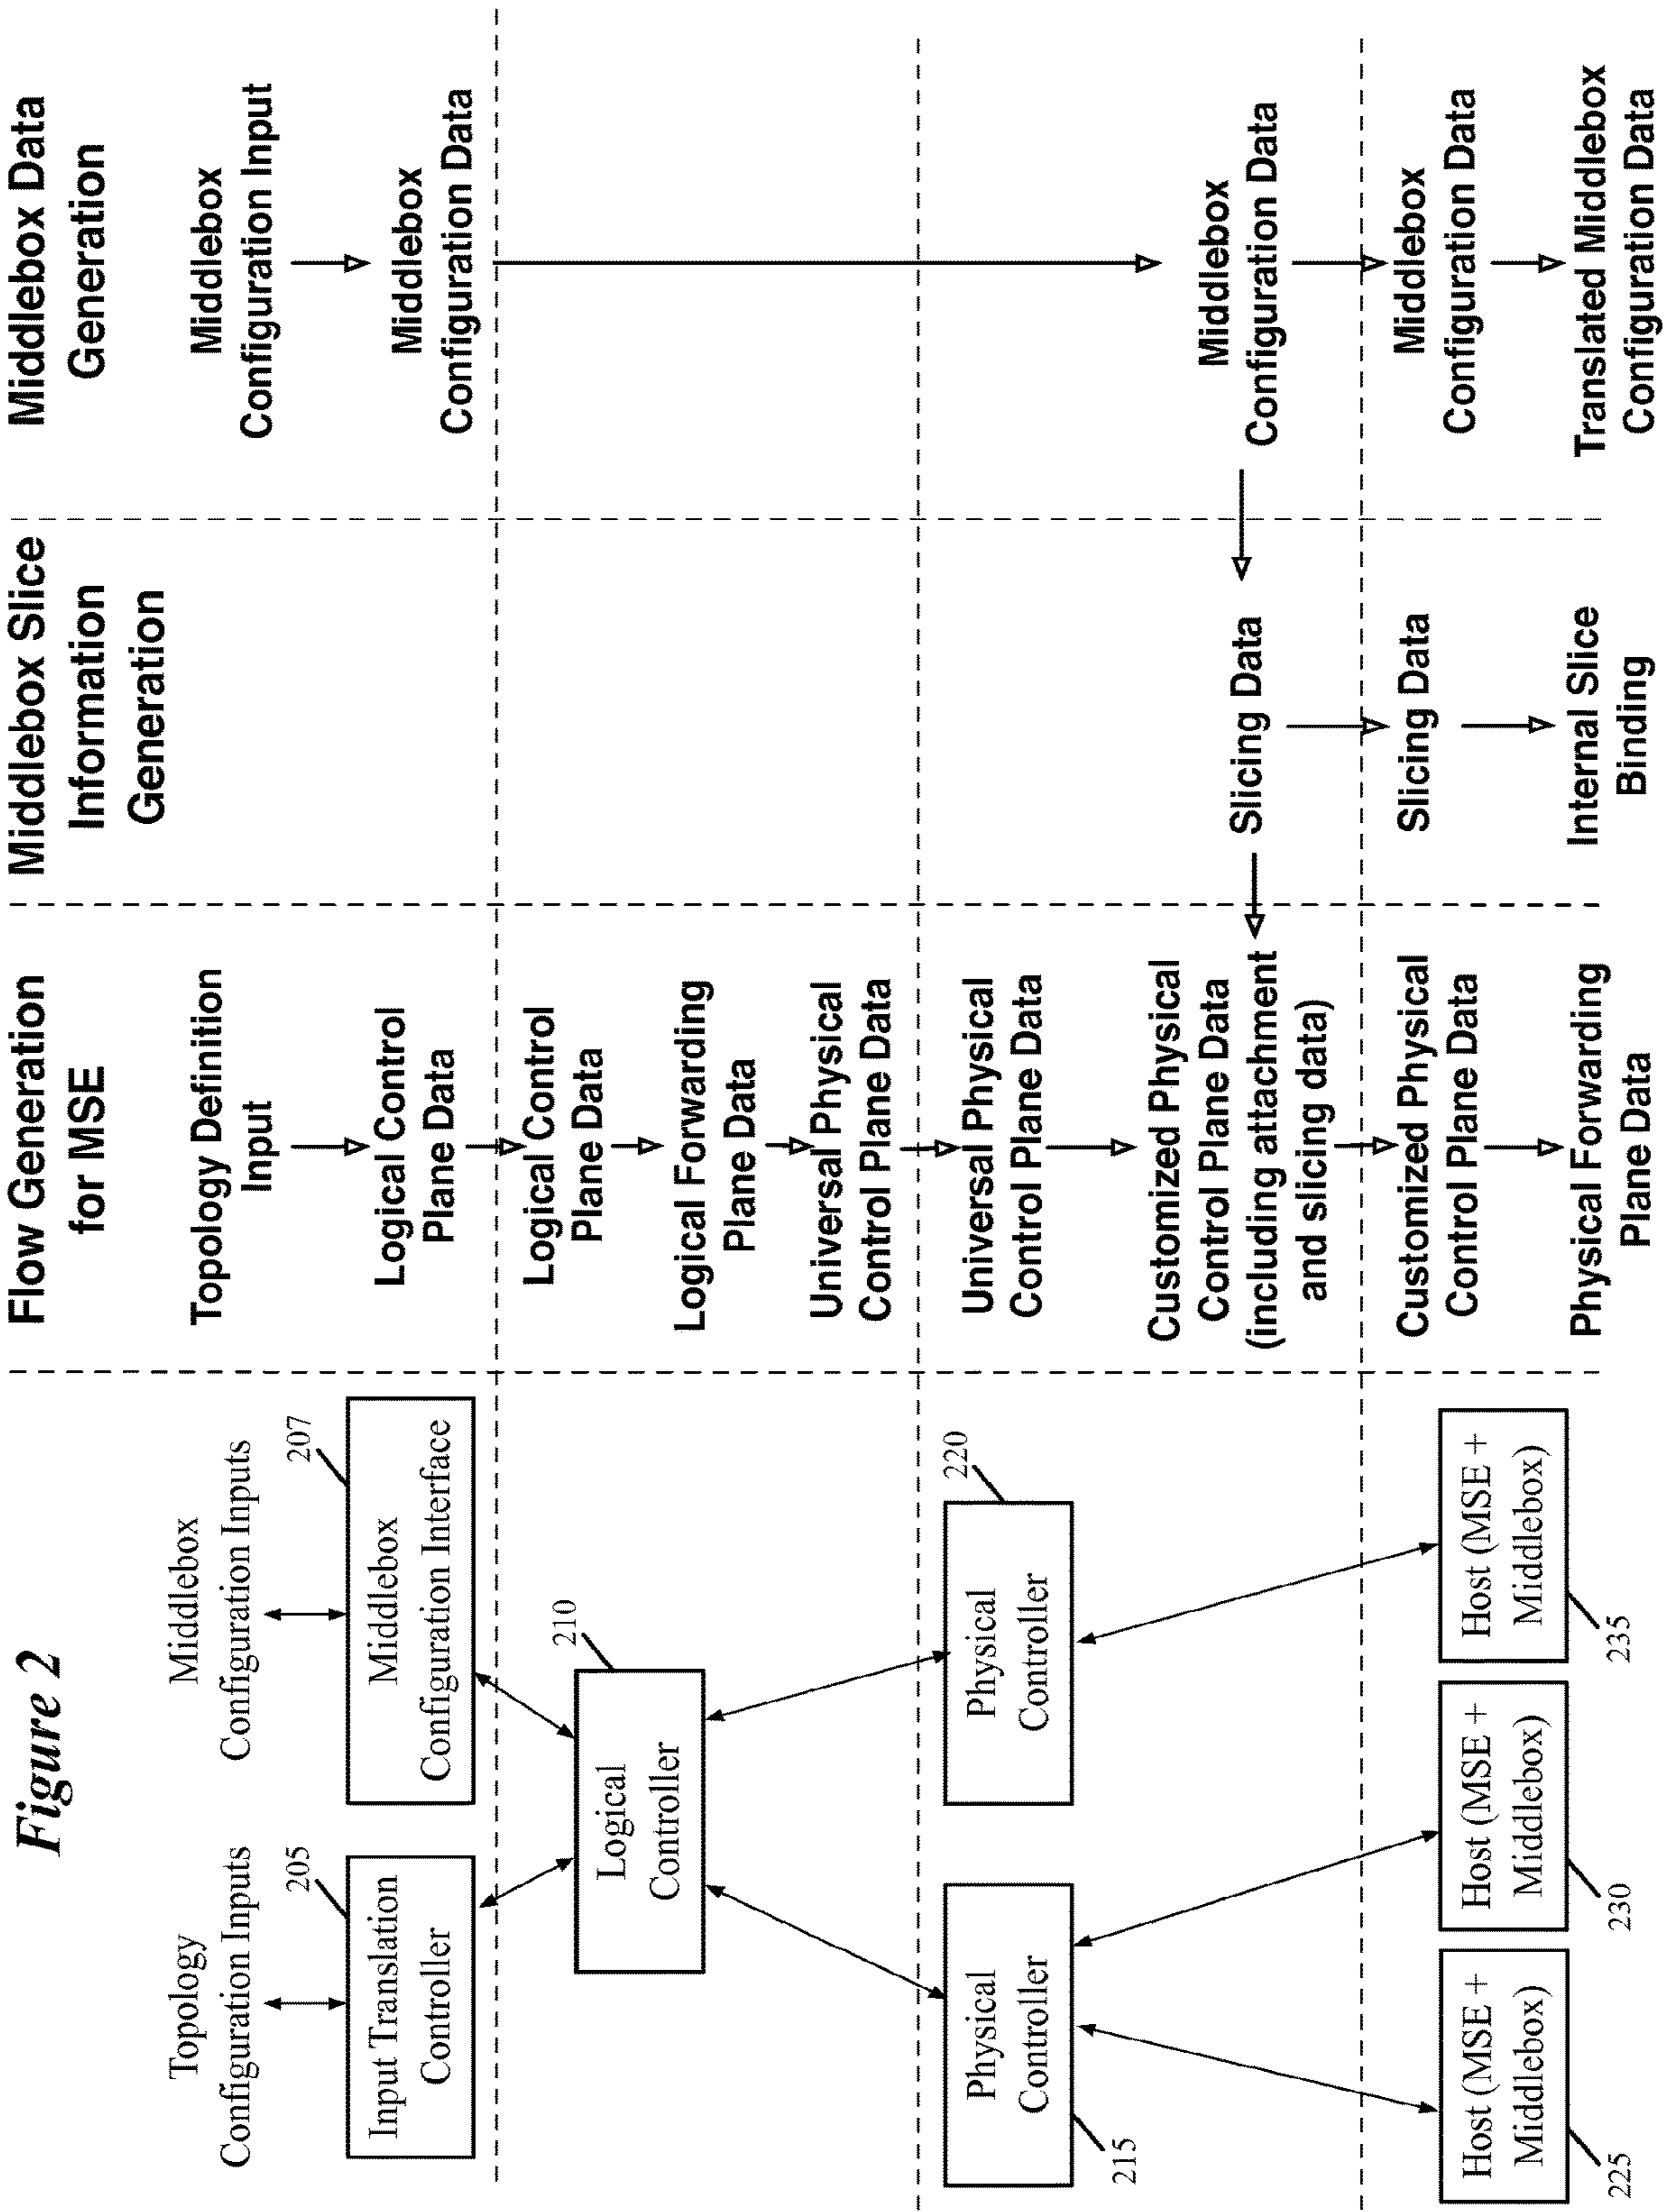 Figure 2
Topology
Configuration Inputs
Middlebox
Configuration Inputs
205
Input Translation
Controller
207
Middlebox
Configuration Interface
210
Logical
Controller
Physical
Controller
215
220
Physical
Controller
Host (MSE +
Middlebox)
225
Host (MSE +
Middlebox)
230
Host (MSE +
Middlebox)
235
Flow Generation
for MSE
Topology Definition
Input
Logical Control
Plane Data
Logical Control
Plane Data
Logical Forwarding
Plane Data
Universal Physical
Control Plane Data
Universal Physical
Control Plane Data
Customized Physical
Control Plane Data
(including attachment
and slicing data)
Customized Physical
Control Plane Data
Physical Forwarding
Plane Data
Middlebox Slice
Information
Generation
Slicing Data
Slicing Data
Internal Slice
Binding
Middlebox Data
Generation
Middlebox
Configuration Input
Middlebox
Configuration Data
Middlebox
Configuration Data
Middlebox
Configuration Data
Translated Middlebox
Configuration Data